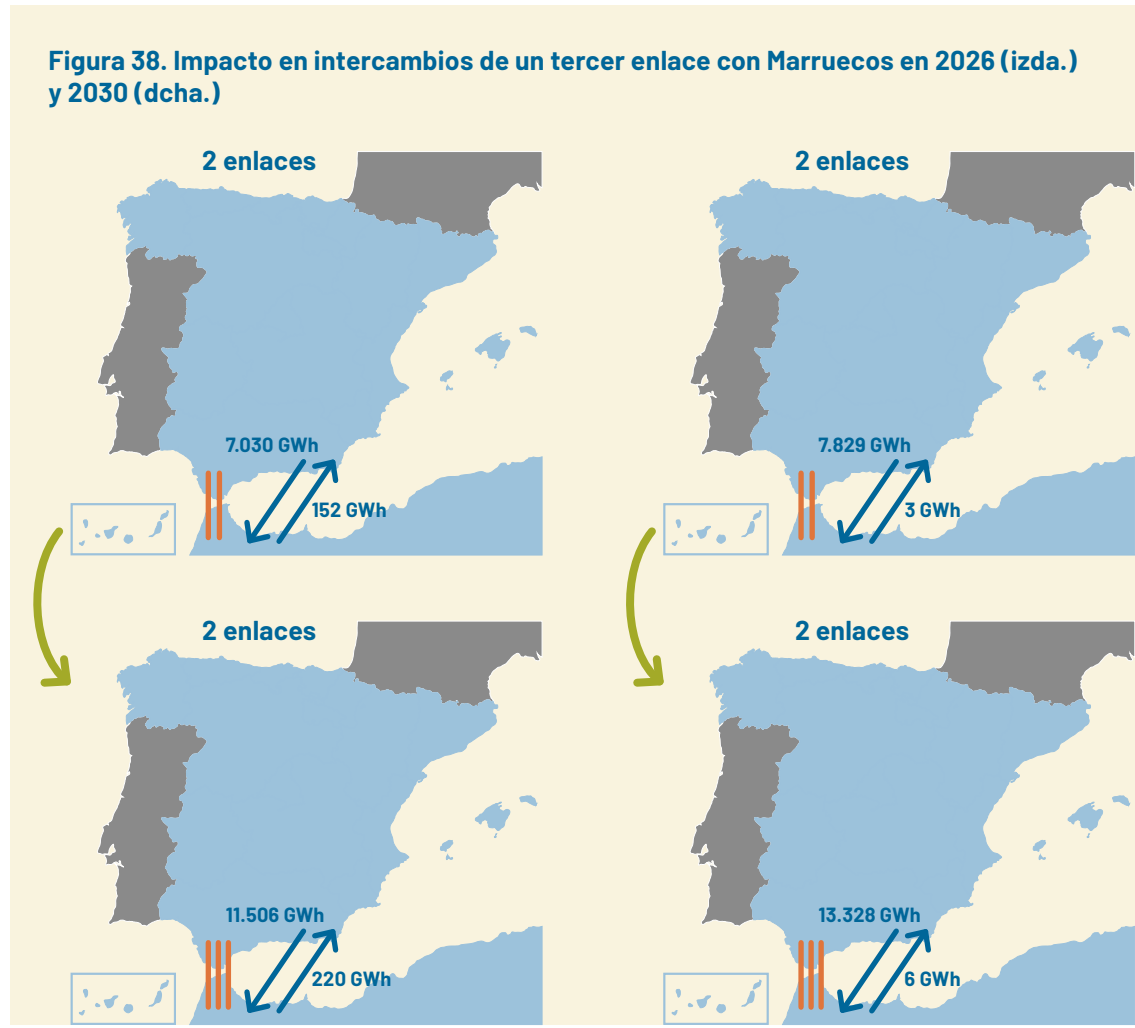 Figura 38. Impacto en intercambios de un tercer enlace con Marruecos en 2026 (izda.)
y 2030 (dcha.)
2 enlaces
7.030 GWh
152 GWh
2 enlaces
7.829 GWh
3 GWh
2 enlaces
11.506 GWh
220 GWh
2 enlaces
13.328 GWh
6 GWh